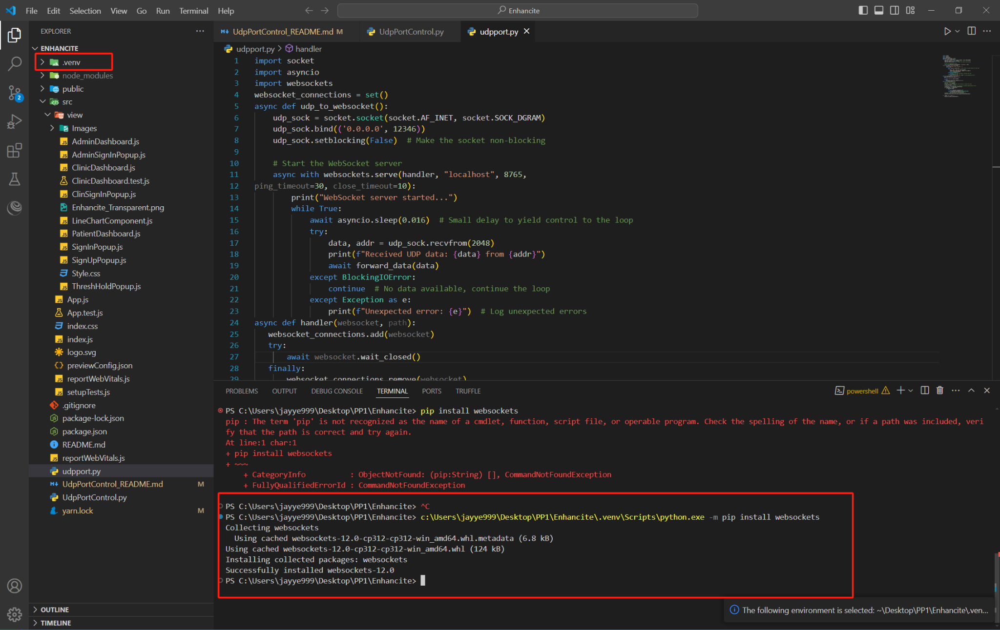 File Edit Selection View Go Run Terminal Help
Enhancite
EXPLORER
ENHANCITE
.venv
node_modules
public
src
view
Images
AdminDashboard.js
AdminSignInPopup.js
ClinicDashboard.js
ClinicDashboard.test.js
ClinSignInPopup.js
Enhancite_Transparent.png
LineChartComponent.js
PatientDashboard.js
SignInPopup.js
SignUpPopup.js
Style.css
ThreshHoldPopup.js
App.js
App.test.js
index.css
index.js
logo.svg
previewConfig.json
reportWebVitals.js
setupTests.js
.gitignore
package-lock.json
package.json
README.md
reportWebVitals.js
udpport.py
UdpPortControl_README.md M
UdpPortControl.py
yarn.lock M
OUTLINE
TIMELINE
2
UdpPortControl_README.md M
UdpPortControl.py
udpport.py
udpport.py > handler
1 import socket
2 import asyncio
3 import websockets
4 websocket_connections = set()
5 async def udp_to_websocket():
6 udp_sock = socket.socket(socket.AF_INET, socket.SOCK_DGRAM)
7 udp_sock.bind(('0.0.0.0', 12346))
8 udp_sock.setblocking(False)  # Make the socket non-blocking
9
10 # Start the WebSocket server
11 async with websockets.serve(handler, "localhost", 8765,
12 ping_timeout=30, close_timeout=10):
13 print("WebSocket server started...")
14 while True:
15 await asyncio.sleep(0.016)  # Small delay to yield control to the loop
16 try:
17 data, addr = udp_sock.recvfrom(2048)
18 print(f"Received UDP data: {data} from {addr}")
19 await forward_data(data)
20 except BlockingIOError:
21 continue  # No data available, continue the loop
22 except Exception as e:
23 print(f"Unexpected error: {e}")  # Log unexpected errors
24 async def handler(websocket, path):
25 websocket_connections.add(websocket)
26 try:
27 await websocket.wait_closed()
28 finally:
29 websocket_connections.remove(websocket)
PROBLEMS OUTPUT DEBUG CONSOLE TERMINAL PORTS TRUFFLE
powershell
PS C:\Users\jayye999\Desktop\PP1\Enhancite> pip install websockets
pip : The term 'pip' is not recognized as the name of a cmdlet, function, script file, or operable program. Check the spelling of the name, or if a path was included, veri
fy that the path is correct and try again.
At line:1 char:1
+ pip install websockets
+ ~~~
+ CategoryInfo          : ObjectNotFound: (pip:String) [], CommandNotFoundException
+ FullyQualifiedErrorId : CommandNotFoundException
PS C:\Users\jayye999\Desktop\PP1\Enhancite> ^C
PS C:\Users\jayye999\Desktop\PP1\Enhancite> c:\Users\jayye999\Desktop\PP1\Enhancite\.venv\Scripts\python.exe -m pip install websockets
Collecting websockets
Using cached websockets-12.0-cp312-cp312-win_amd64.whl.metadata (6.8 kB)
Using cached websockets-12.0-cp312-cp312-win_amd64.whl (124 kB)
Installing collected packages: websockets
Successfully installed websockets-12.0
PS C:\Users\jayye999\Desktop\PP1\Enhancite>
The following environment is selected: ~\Desktop\PP1\Enhancite\.ven...